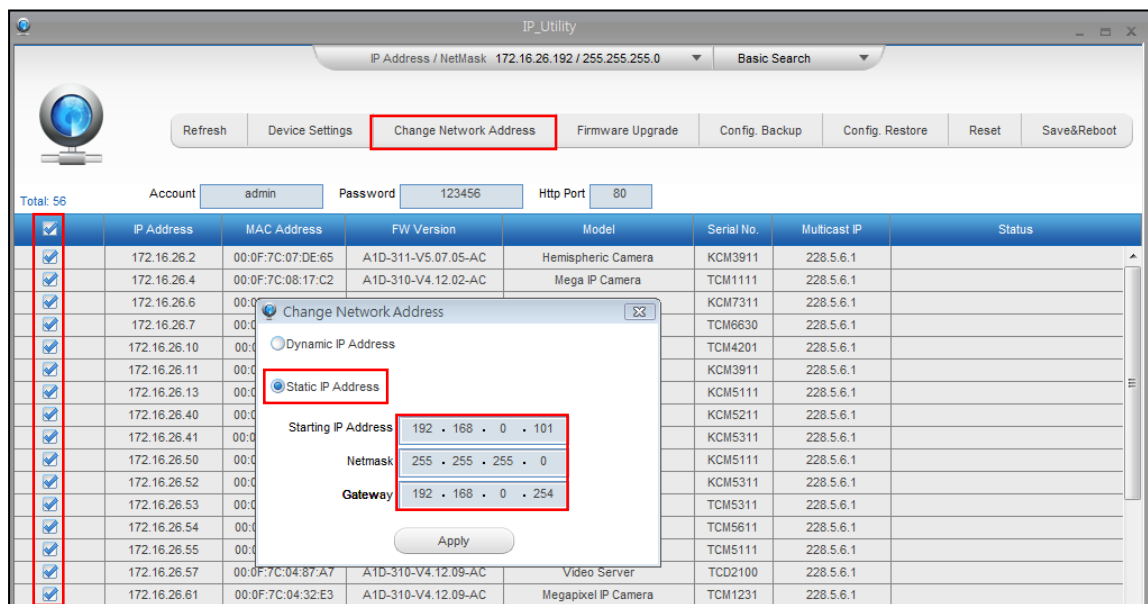 IP_Utility
IP Address / NetMask 172.16.26.192 / 255.255.255.0 Basic Search
Refresh Device Settings Change Network Address Firmware Upgrade Config. Backup Config. Restore Reset Save&Reboot
Total: 56 Account admin Password 123456 Http Port 80
IP Address MAC Address FW Version Model Serial No. Multicast IP Status
172.16.26.2 00:0F:7C:07:DE:65 A1D-311-V5.07.05-AC Hemispheric Camera KCM3911 228.5.6.1
172.16.26.4 00:0F:7C:08:17:C2 A1D-310-V4.12.02-AC Mega IP Camera TCM1111 228.5.6.1
172.16.26.6 KCM7311 228.5.6.1
172.16.26.7 TCM6630 228.5.6.1
172.16.26.10 TCM4201 228.5.6.1
172.16.26.11 KCM3911 228.5.6.1
172.16.26.13 KCM5111 228.5.6.1
172.16.26.40 KCM5211 228.5.6.1
172.16.26.41 KCM5311 228.5.6.1
172.16.26.50 KCM5111 228.5.6.1
172.16.26.52 KCM5311 228.5.6.1
172.16.26.53 TCM5311 228.5.6.1
172.16.26.54 TCM5611 228.5.6.1
172.16.26.55 TCM5111 228.5.6.1
172.16.26.57 00:0F:7C:04:87:A7 A1D-310-V4.12.09-AC Video Server TCD2100 228.5.6.1
172.16.26.61 00:0F:7C:04:32:E3 A1D-310-V4.12.09-AC Megapixel IP Camera TCM1231 228.5.6.1
Change Network Address
Dynamic IP Address
Static IP Address
Starting IP Address 192 . 168 . 0 . 101
Netmask 255 . 255 . 255 . 0
Gateway 192 . 168 . 0 . 254
Apply